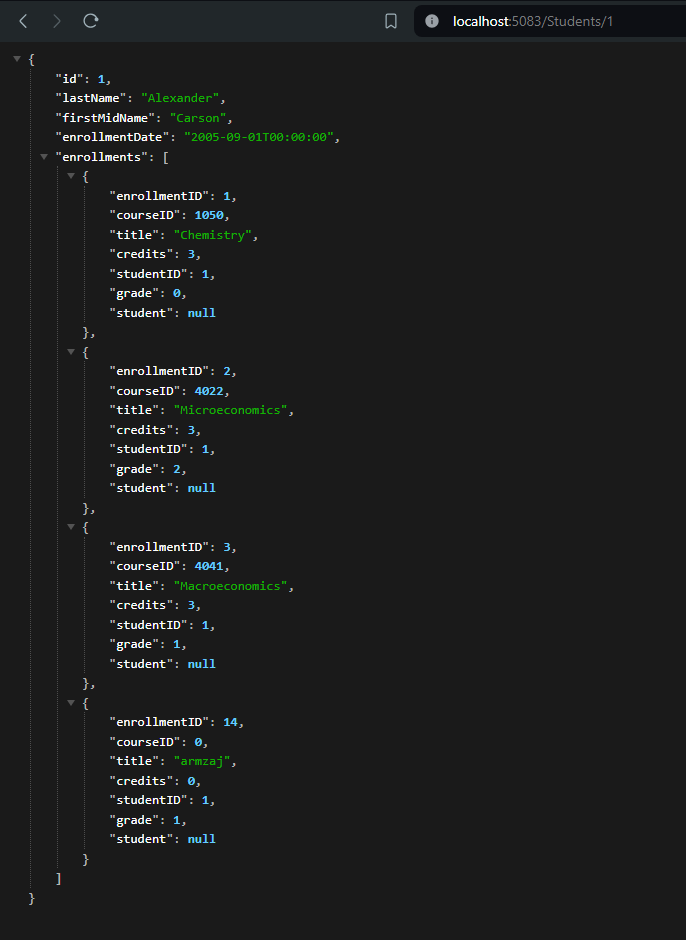 localhost:5083/Students/1
{
"id": 1,
"lastName": "Alexander",
"firstMidName": "Carson",
"enrollmentDate": "2005-09-01T00:00:00",
"enrollments": [
{
"enrollmentID": 1,
"courseID": 1050,
"title": "Chemistry",
"credits": 3,
"studentID": 1,
"grade": 0,
"student": null
},
{
"enrollmentID": 2,
"courseID": 4022,
"title": "Microeconomics",
"credits": 3,
"studentID": 1,
"grade": 2,
"student": null
},
{
"enrollmentID": 3,
"courseID": 4041,
"title": "Macroeconomics",
"credits": 3,
"studentID": 1,
"grade": 1,
"student": null
},
{
"enrollmentID": 14,
"courseID": 0,
"title": "armzaj",
"credits": 0,
"studentID": 1,
"grade": 1,
"student": null
}
]
}